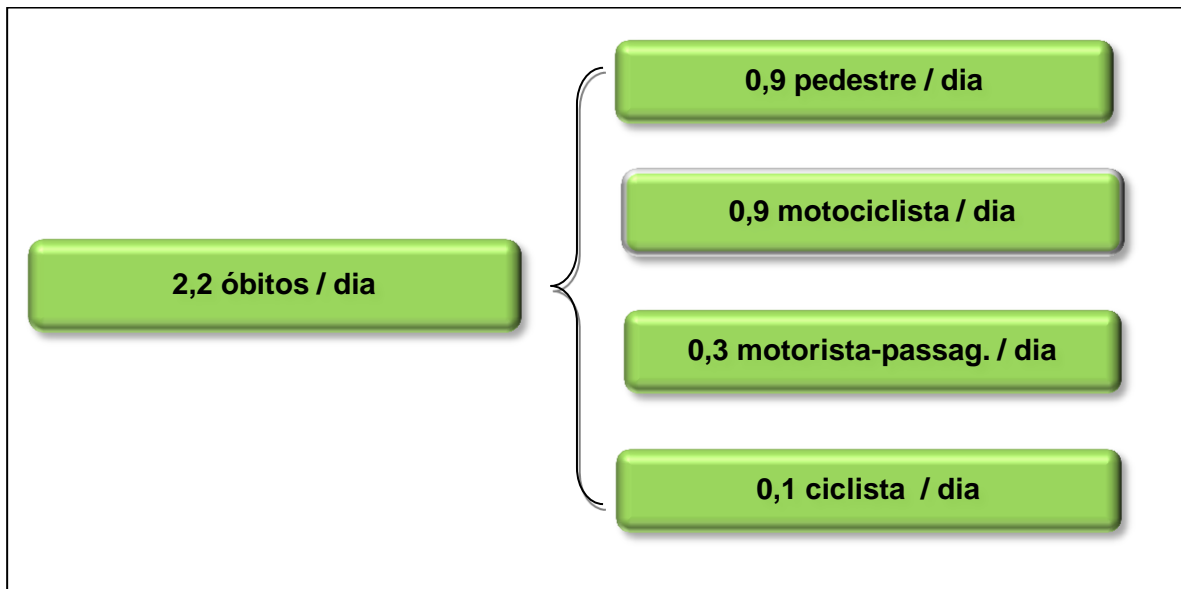 2,2 óbitos / dia
0,9 pedestre / dia
0,9 motociclista / dia
0,3 motorista-passag. / dia
0,1 ciclista / dia